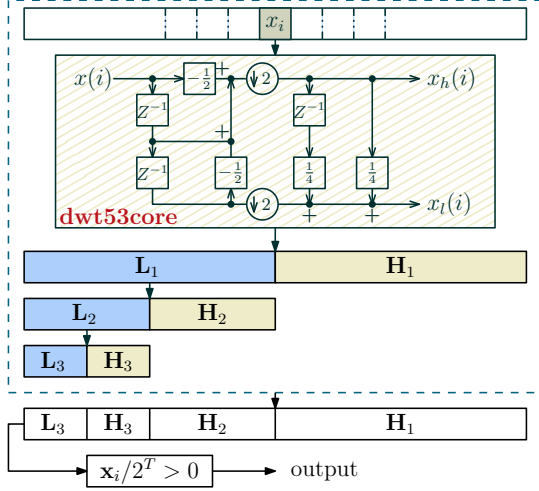 x_i
x(i) −1/2 + ↓2 x_h(i)
Z^{−1} Z^{−1}
+
Z^{−1} −1/2 1/4 1/4
↓2 + + x_l(i)
dwt53core
L_1 H_1
L_2 H_2
L_3 H_3
L_3 H_3 H_2 H_1
x_i/2^T > 0 output